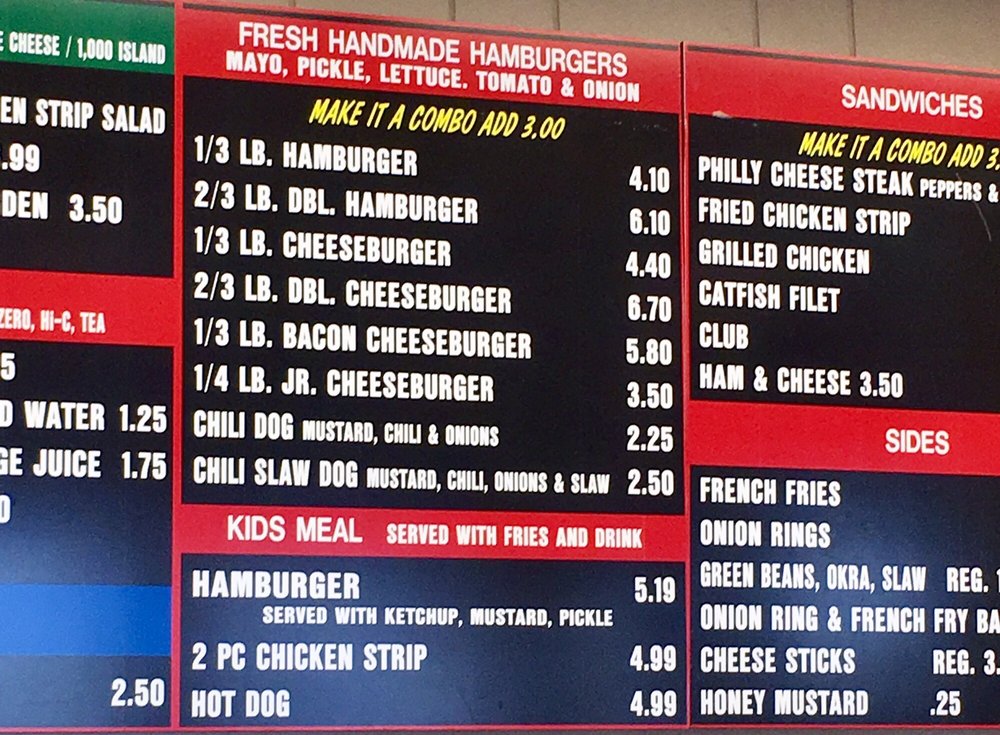 CHEESE / 1,000 ISLAND
STRIP SALAD
.99
3.50
ZERO, Hi-C, TEA
5
WATER 1.25
JUICE 1.75
0
2.50
FRESH HANDMADE HAMBURGERS
MAYO, PICKLE, LETTUCE. TOMATO & ONION
MAKE IT A COMBO ADD 3.00
1/3 LB. HAMBURGER 4.10
2/3 LB. DBL. HAMBURGER 6.10
1/3 LB. CHEESEBURGER 4.40
2/3 LB. DBL. CHEESEBURGER 6.70
1/3 LB. BACON CHEESEBURGER 5.80
1/4 LB. JR. CHEESEBURGER 3.50
CHILI DOG MUSTARD, CHILI & ONIONS 2.25
CHILI SLAW DOG MUSTARD, CHILI, ONIONS & SLAW 2.50
KIDS MEAL SERVED WITH FRIES AND DRINK
HAMBURGER 5.19
SERVED WITH KETCHUP, MUSTARD, PICKLE
2 PC CHICKEN STRIP 4.99
HOT DOG 4.99
SANDWICHES
MAKE IT A COMBO ADD 3.
PHILLY CHEESE STEAK PEPPERS &
FRIED CHICKEN STRIP
GRILLED CHICKEN
CATFISH FILET
CLUB
HAM & CHEESE 3.50
SIDES
FRENCH FRIES
ONION RINGS
GREEN BEANS, OKRA, SLAW REG.
ONION RING & FRENCH FRY
CHEESE STICKS REG. 3.
HONEY MUSTARD .25